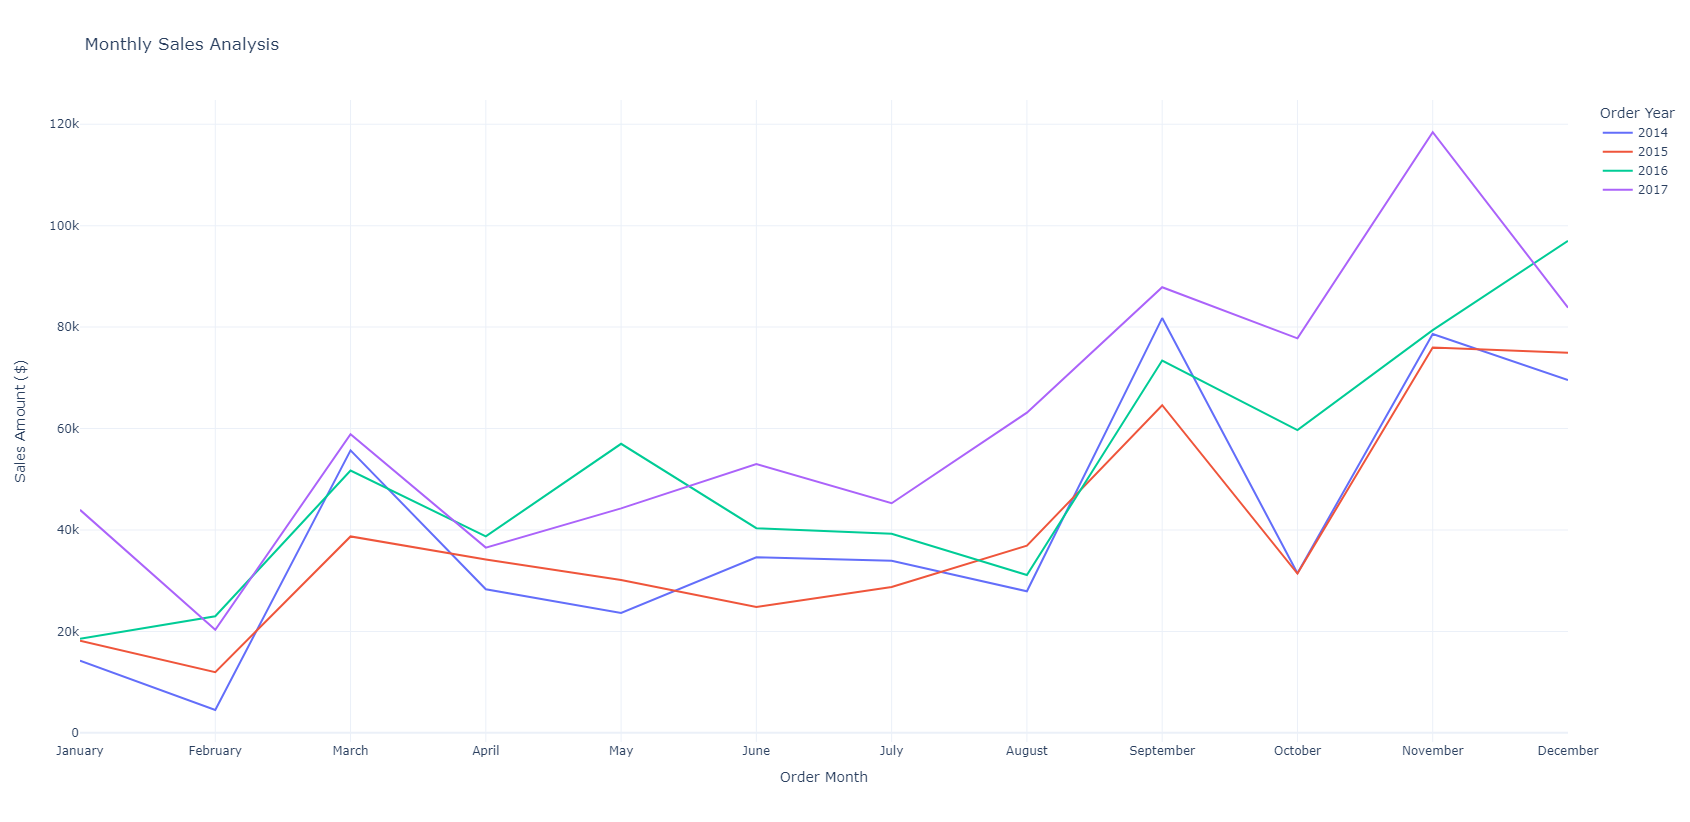 Monthly Sales Analysis
Order Year
2014
2015
2016
2017
Sales Amount ($)
120k
100k
80k
60k
40k
20k
0
January February March April May June July August September October November December
Order Month